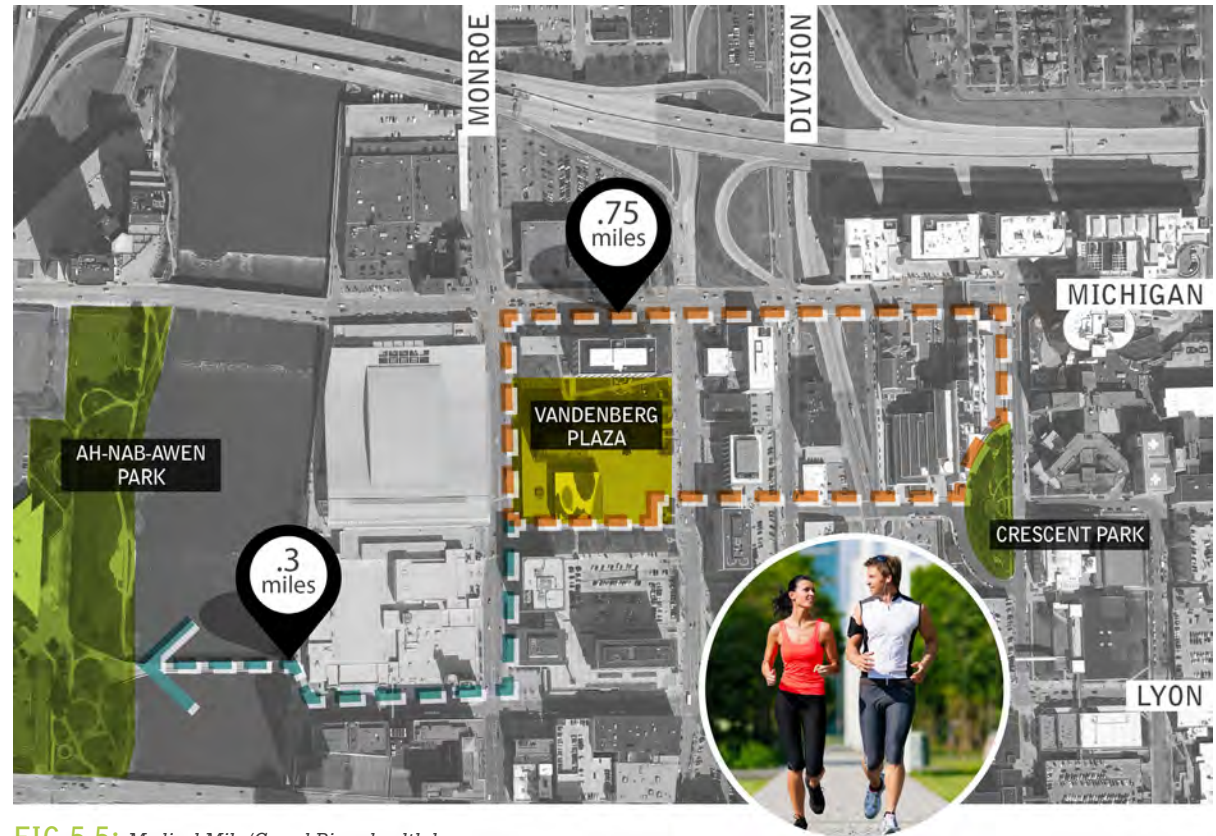 MONROE
DIVISION
.75
miles
MICHIGAN
VANDENBERG
PLAZA
AH-NAB-AWEN
PARK
CRESCENT PARK
.3
miles
LYON
FIG 5.5: